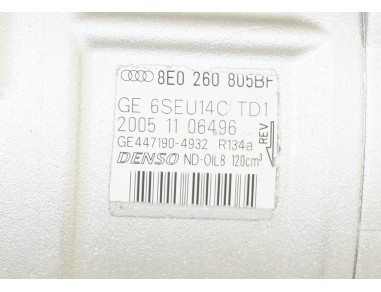 8E0 260 805BF
GE 6SEU14C TD1
2005 11 06496
GE447190-4932 R134a
DENSO ND-OIL8 120cm³
REV